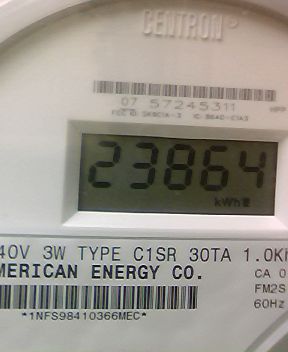 CENTRON
07 57245311
23864
kWh
40V 3W TYPE C1SR 30TA 1.0K
MERICAN ENERGY CO.
CA 0
FM2S
60Hz
*1NFS98410366MEC*